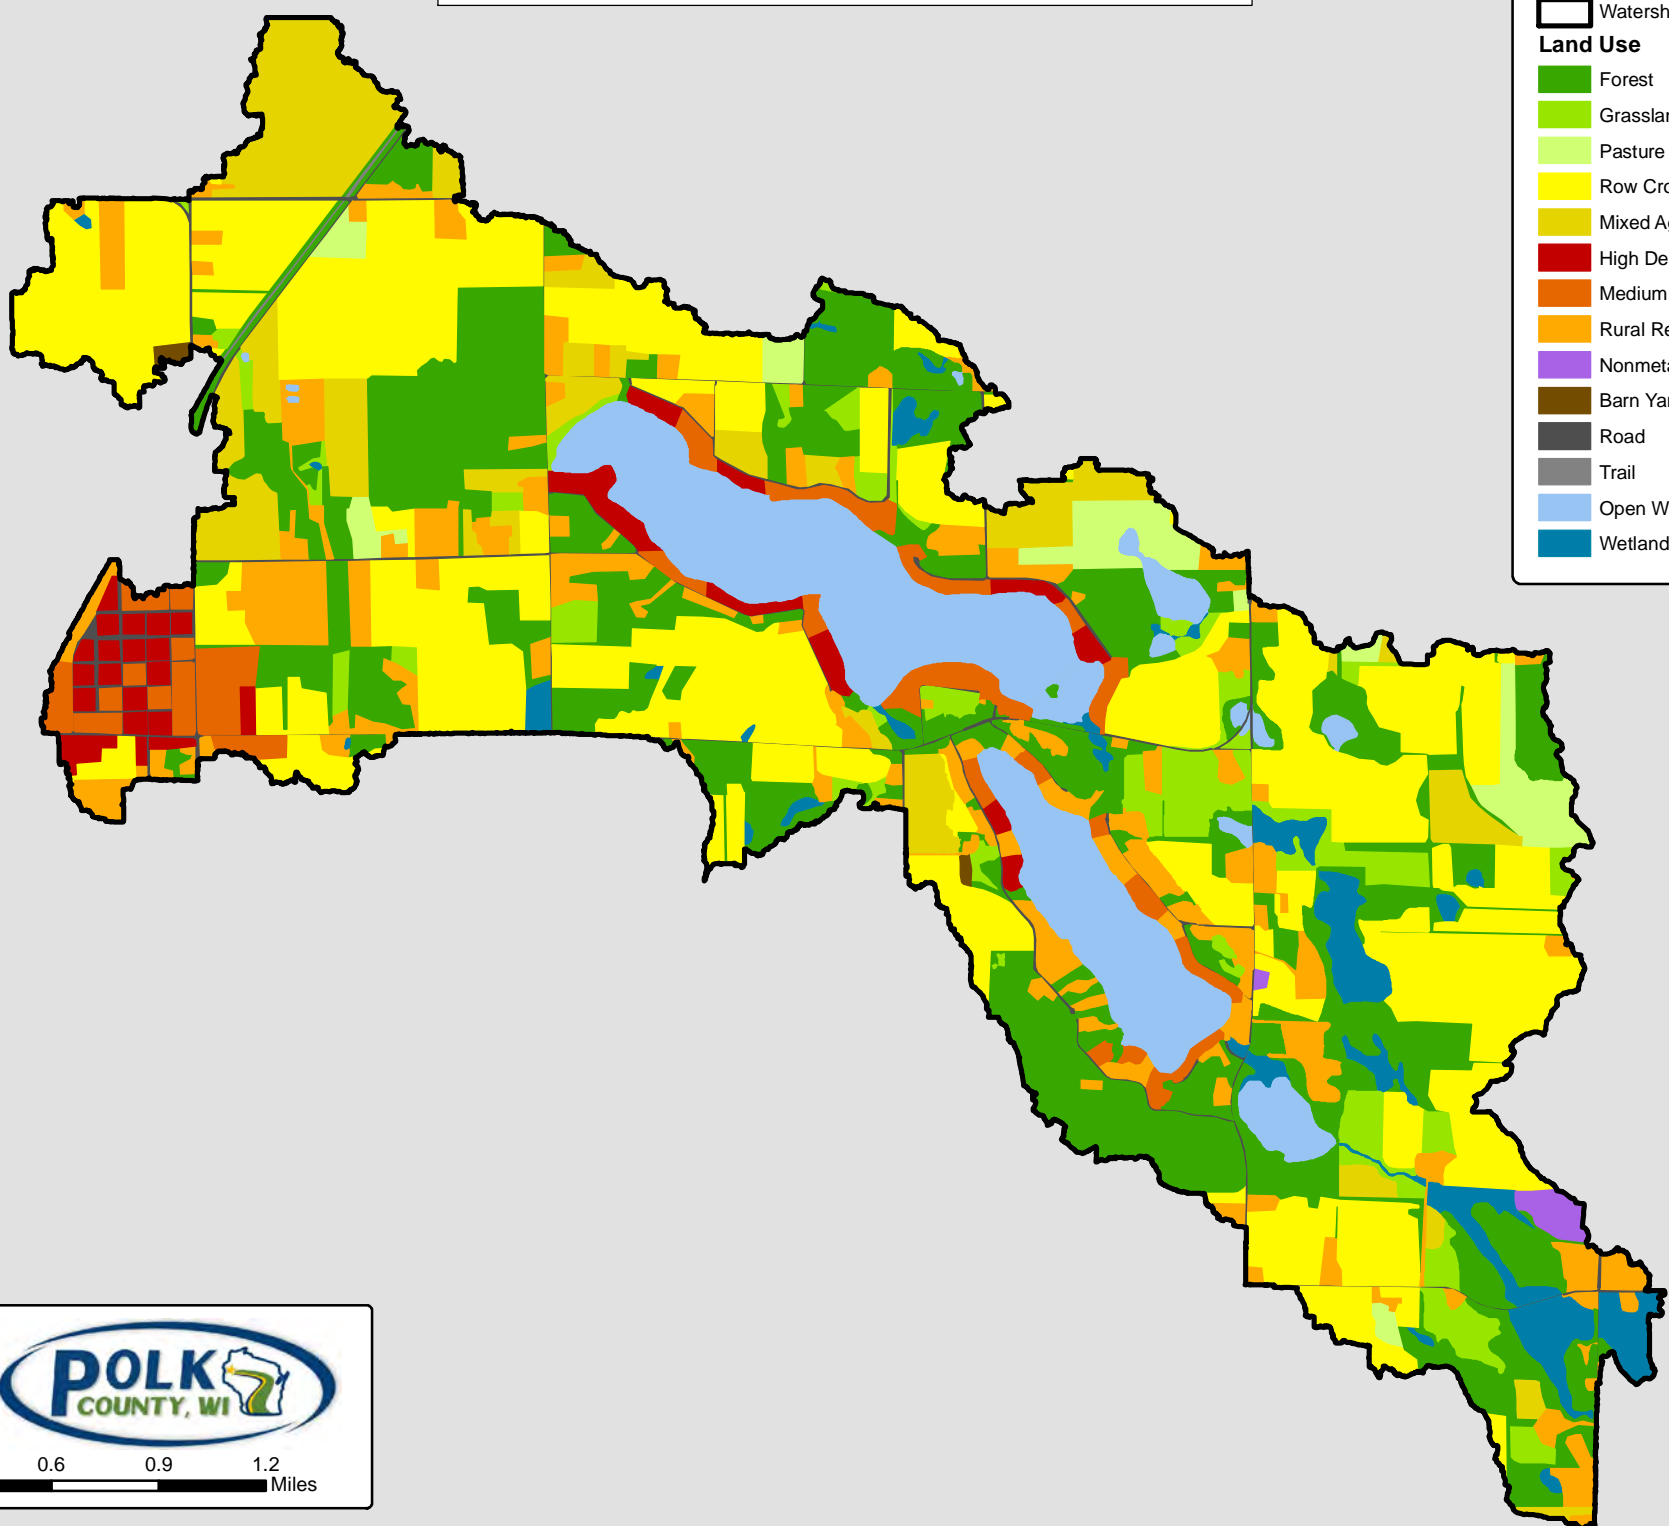 Watersh
Land Use
Forest
Grasslan
Pasture
Row Cro
Mixed Ag
High De
Medium
Rural Re
Nonmeta
Barn Yar
Road
Trail
Open W
Wetland
POLK
COUNTY, WI
0.6 0.9 1.2
Miles